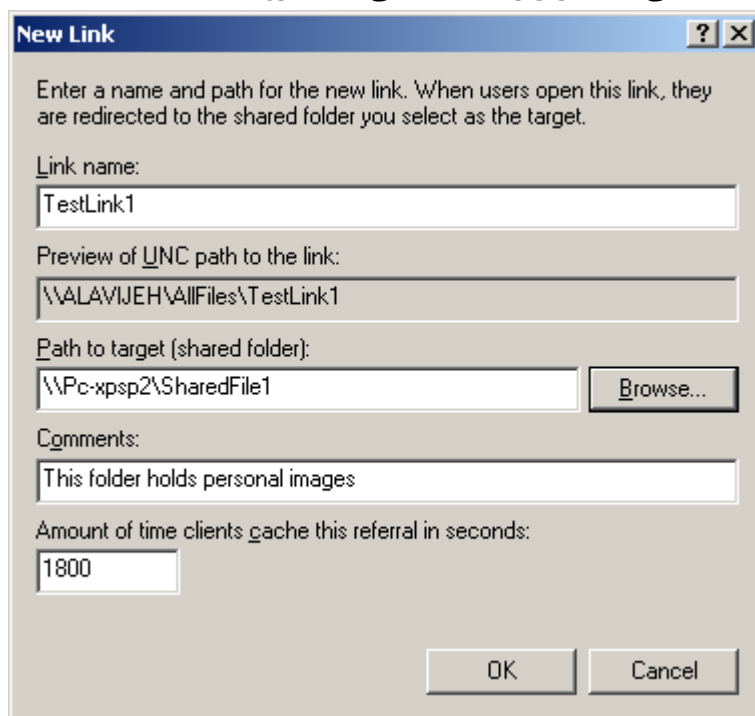 New Link
Enter a name and path for the new link. When users open this link, they
are redirected to the shared folder you select as the target.
Link name:
TestLink1
Preview of UNC path to the link:
\\ALAVIJEH\AllFiles\TestLink1
Path to target (shared folder):
\\Pc-xpsp2\SharedFile1
Browse...
Comments:
This folder holds personal images
Amount of time clients cache this referral in seconds:
1800
OK
Cancel